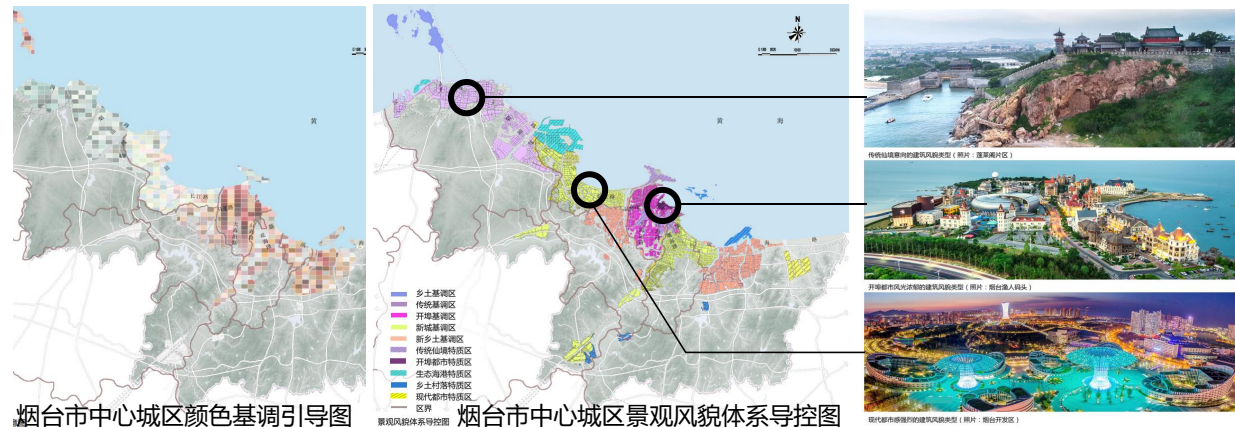 黄
烟台市中心城区颜色基调引导图
N
黄 海
乡土基调区
传统基调区
开埠基调区
新城基调区
新乡土基调区
传统仙境特质区
开埠都市特质区
生态海港特质区
乡土村落特质区
现代都市特质区
区界
景观风貌体系导控图
烟台市中心城区景观风貌体系导控图
传统仙境意向的建筑风貌类型（照片：蓬莱阁片区）
开埠都市风光浓郁的建筑风貌类型（照片：烟台渔人码头）
现代都市感强烈的建筑风貌类型（照片：烟台开发区）